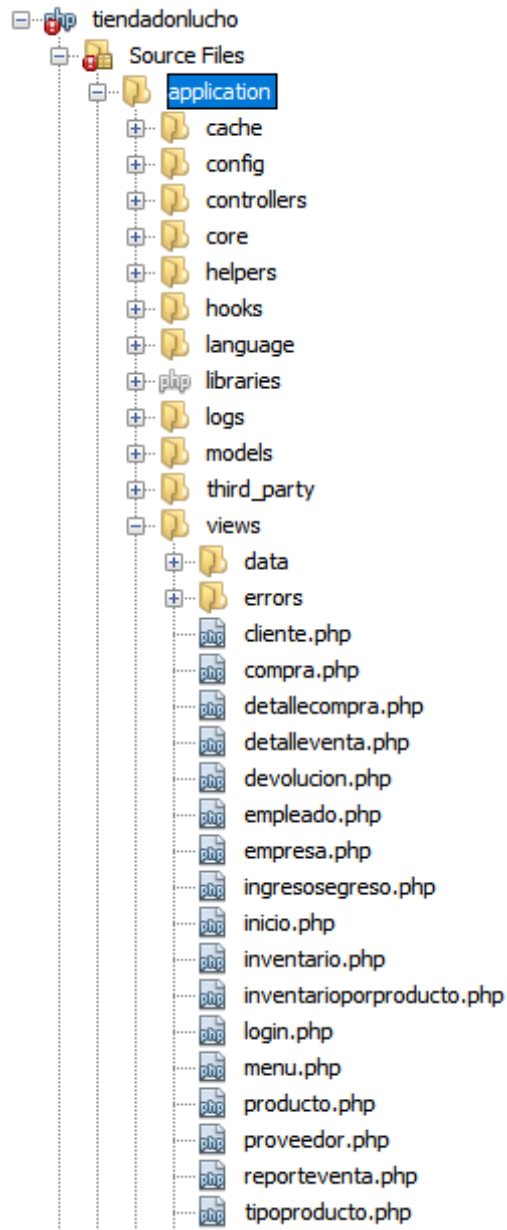 tiendadonlucho
Source Files
application
cache
config
controllers
core
helpers
hooks
language
libraries
logs
models
third_party
views
data
errors
cliente.php
compra.php
detallecompra.php
detalleventa.php
devolucion.php
empleado.php
empresa.php
ingresosegreso.php
inicio.php
inventario.php
inventarioporproducto.php
login.php
menu.php
producto.php
proveedor.php
reporteventa.php
tipoproducto.php